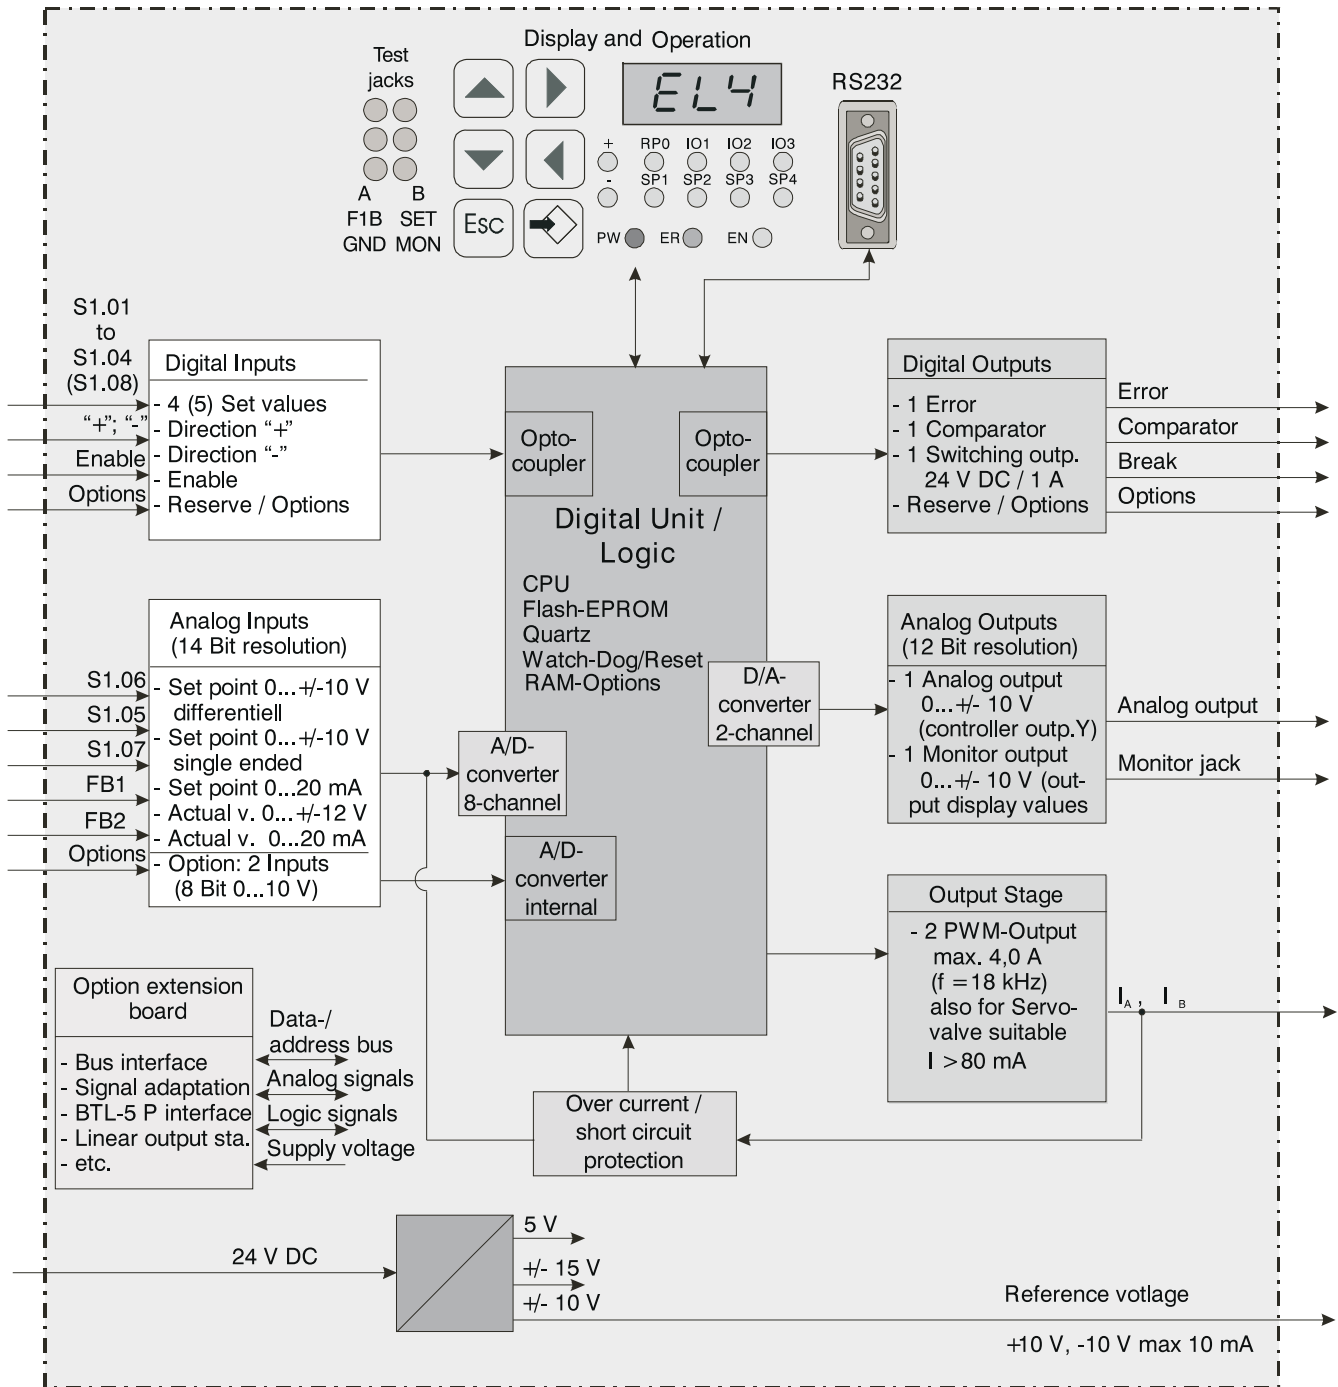 Display and Operation
Test
jacks
EL4
RS232
+ RP0 IO1 IO2 IO3
- SP1 SP2 SP3 SP4
A B
F1B SET
GND MON
Esc
PW ER EN
S1.01
to
S1.04
(S1.08)
"+"; "-"
Enable
Options
Digital Inputs
- 4 (5) Set values
- Direction "+"
- Direction "-"
- Enable
- Reserve / Options
Opto-
coupler
Opto-
coupler
Digital Unit /
Logic
CPU
Flash-EPROM
Quartz
Watch-Dog/Reset
RAM-Options
Digital Outputs
- 1 Error
- 1 Comparator
- 1 Switching outp.
24 V DC / 1 A
- Reserve / Options
Error
Comparator
Break
Options
S1.06
S1.05
S1.07
FB1
FB2
Options
Analog Inputs
(14 Bit resolution)
- Set point 0...+/-10 V
differentiell
- Set point 0...+/-10 V
single ended
- Set point 0...20 mA
- Actual v. 0...+/-12 V
- Actual v. 0...20 mA
- Option: 2 Inputs
(8 Bit 0...10 V)
A/D-
converter
8-channel
A/D-
converter
internal
D/A-
converter
2-channel
Analog Outputs
(12 Bit resolution)
- 1 Analog output
0...+/- 10 V
(controller outp.Y)
- 1 Monitor output
0...+/- 10 V (out-
put display values
Analog output
Monitor jack
Output Stage
- 2 PWM-Output
max. 4,0 A
(f = 18 kHz)
also for Servo-
valve suitable
I > 80 mA
IA, IB
Option extension
board
- Bus interface
- Signal adaptation
- BTL-5 P interface
- Linear output sta.
- etc.
Data-/
address bus
Analog signals
Logic signals
Supply voltage
Over current /
short circuit
protection
24 V DC
5 V
+/- 15 V
+/- 10 V
Reference votlage
+10 V, -10 V max 10 mA